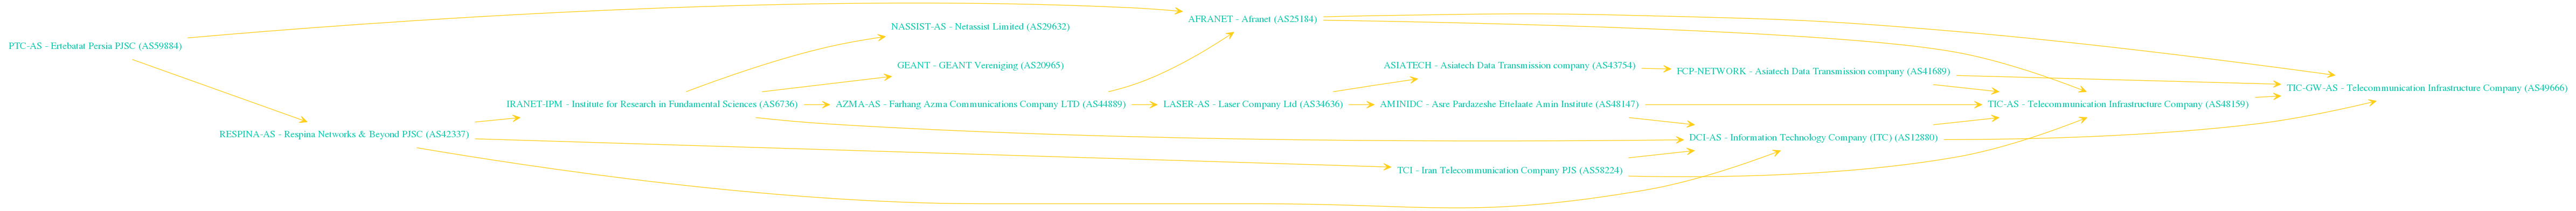 PTC-AS - Ertebatat Persia PJSC (AS59884)
RESPINA-AS - Respina Networks & Beyond PJSC (AS42337)
IRANET-IPM - Institute for Research in Fundamental Sciences (AS6736)
NASSIST-AS - Netassist Limited (AS29632)
GEANT - GEANT Vereniging (AS20965)
AZMA-AS - Farhang Azma Communications Company LTD (AS44889)
AFRANET - Afranet (AS25184)
LASER-AS - Laser Company Ltd (AS34636)
ASIATECH - Asiatech Data Transmission company (AS43754)
AMINIDC - Asre Pardazeshe Ettelaate Amin Institute (AS48147)
TCI - Iran Telecommunication Company PJS (AS58224)
FCP-NETWORK - Asiatech Data Transmission company (AS41689)
DCI-AS - Information Technology Company (ITC) (AS12880)
TIC-AS - Telecommunication Infrastructure Company (AS48159)
TIC-GW-AS - Telecommunication Infrastructure Company (AS49666)